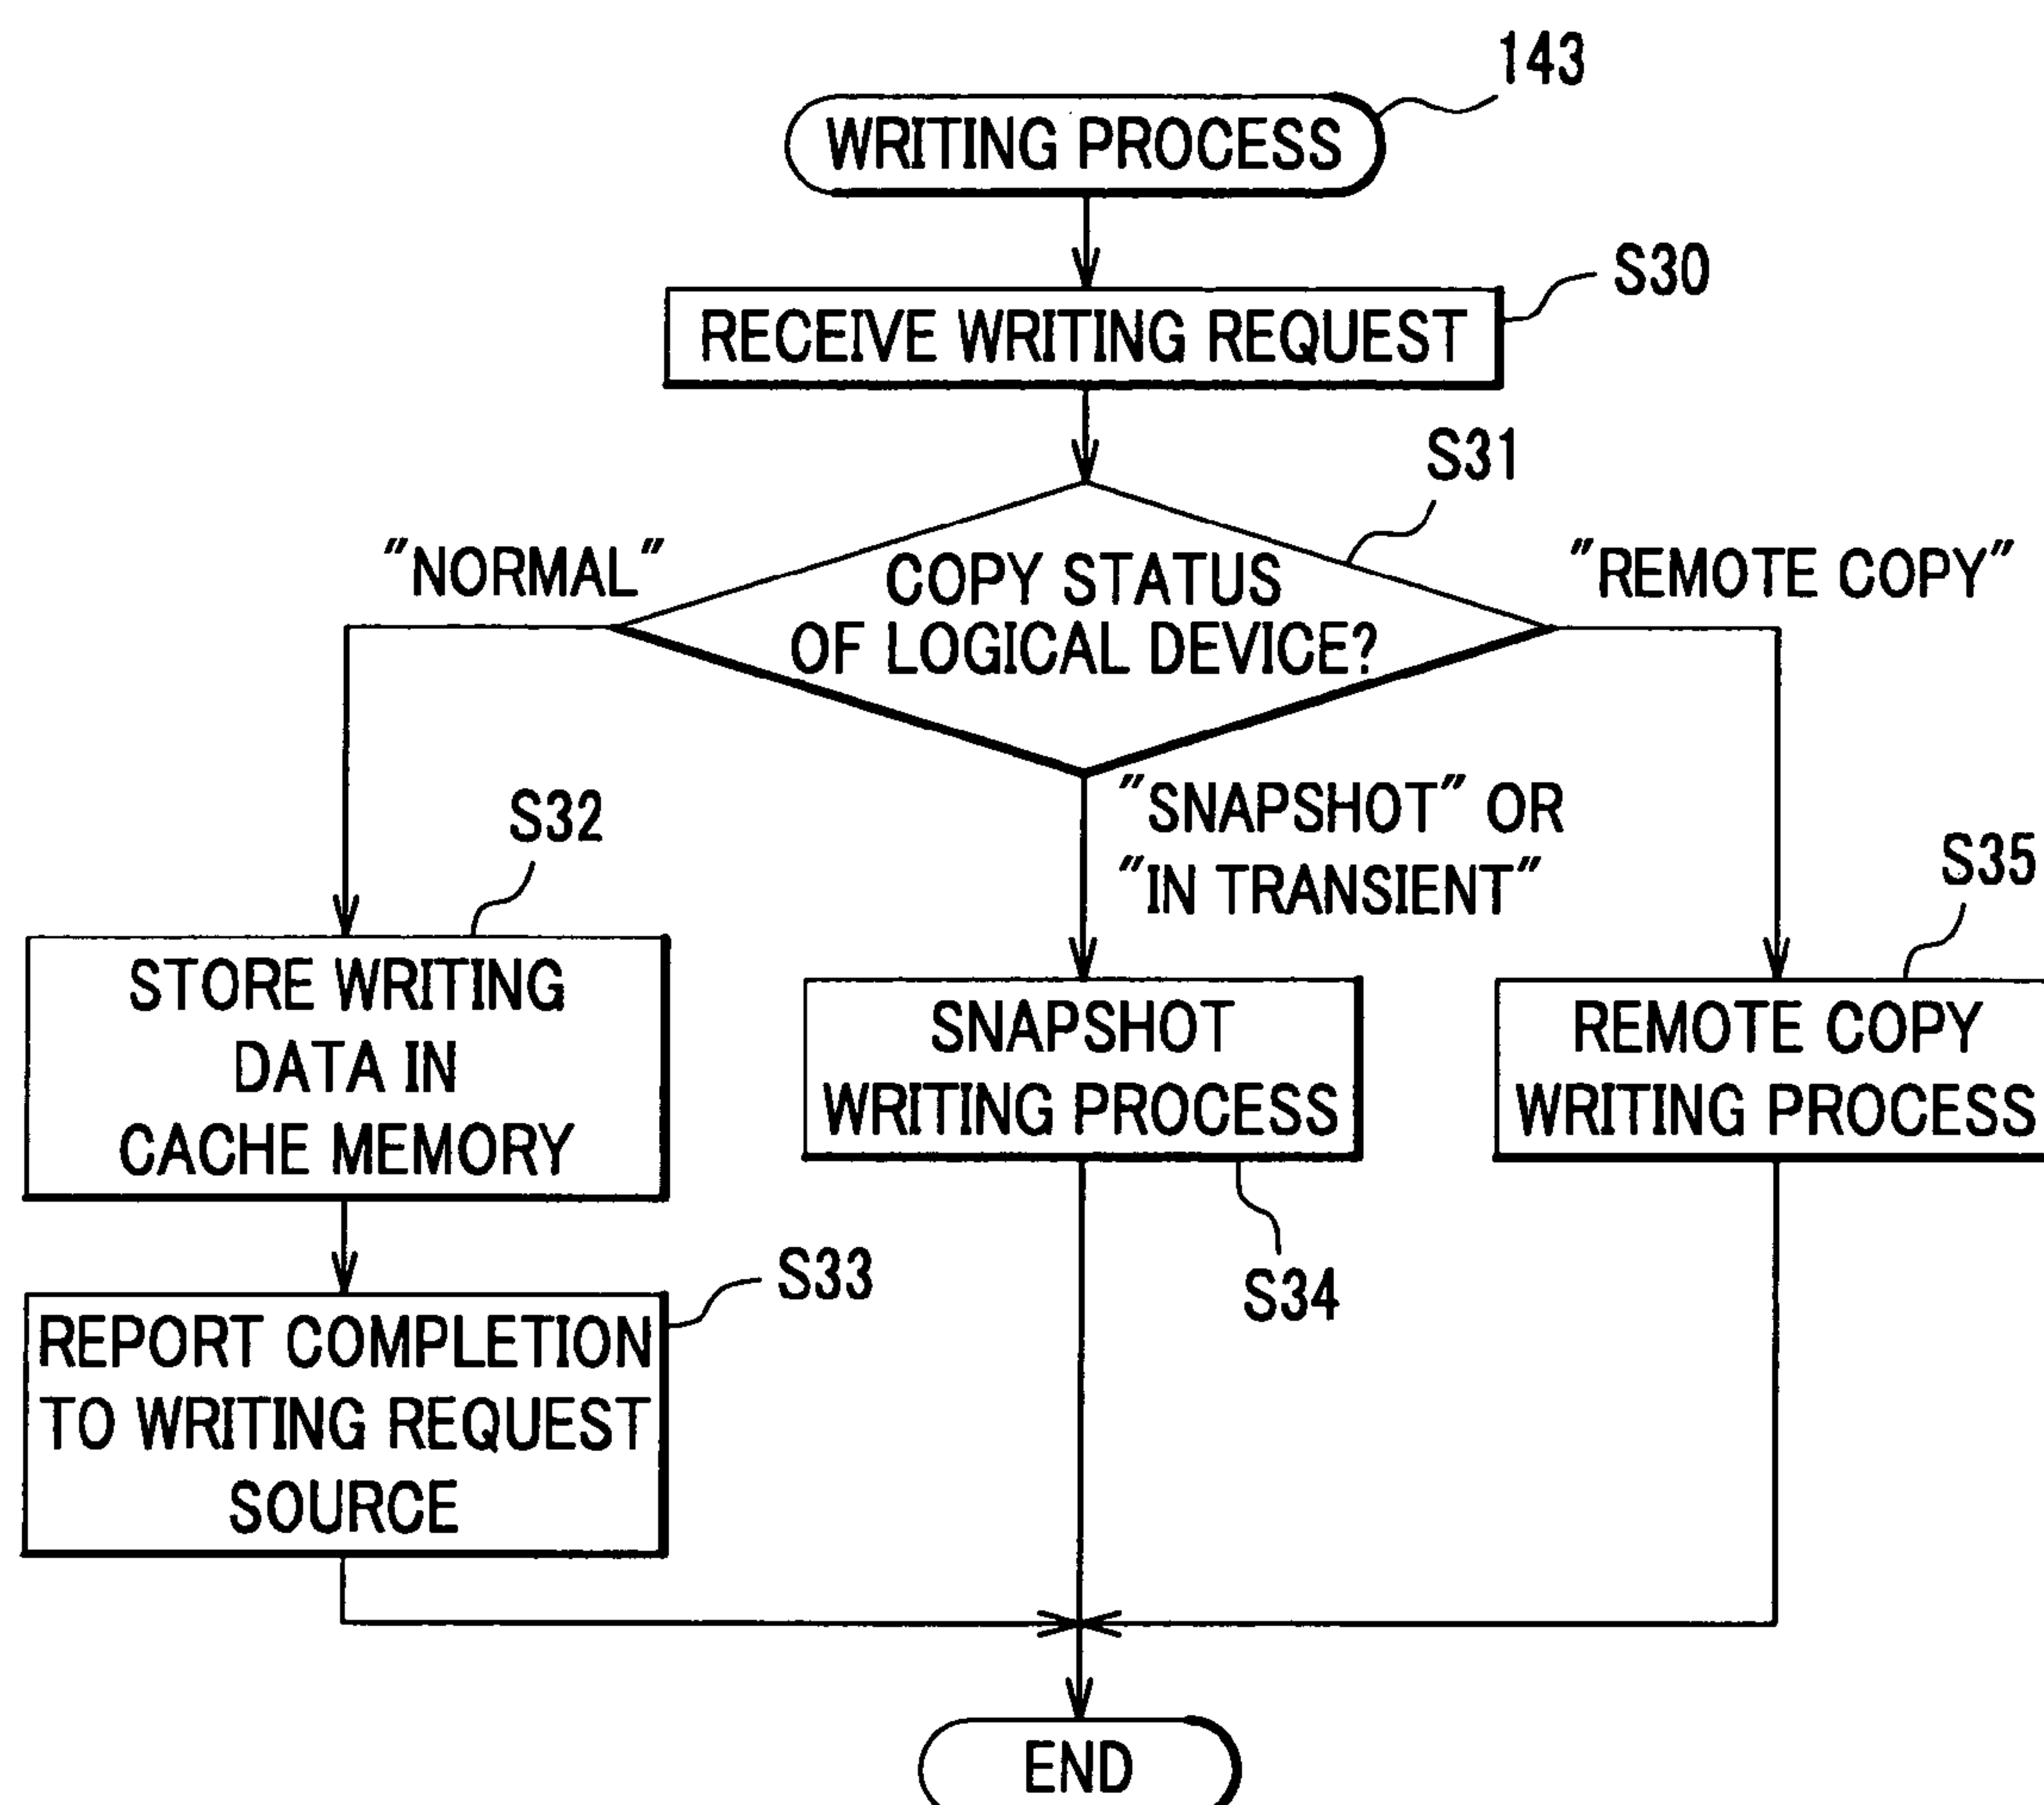 143
WRITING PROCESS
S30
RECEIVE WRITING REQUEST
S31
"NORMAL"
COPY STATUS
OF LOGICAL DEVICE?
"REMOTE COPY"
"SNAPSHOT" OR
"IN TRANSIENT"
S32
STORE WRITING
DATA IN
CACHE MEMORY
SNAPSHOT
WRITING PROCESS
S34
S35
REMOTE COPY
WRITING PROCESS
S33
REPORT COMPLETION
TO WRITING REQUEST
SOURCE
END